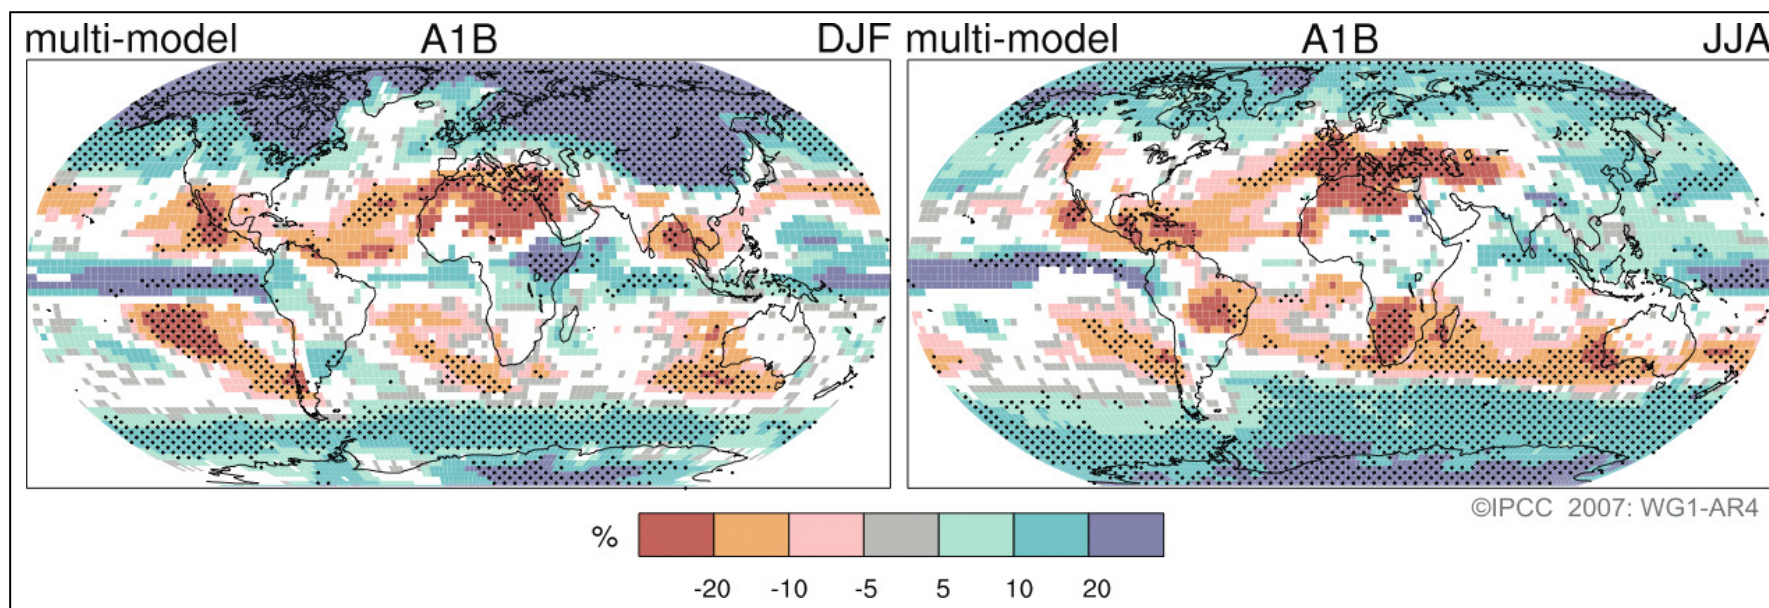 multi-model A1B DJF
multi-model A1B JJA
©IPCC 2007: WG1-AR4
%
-20 -10 -5 5 10 20